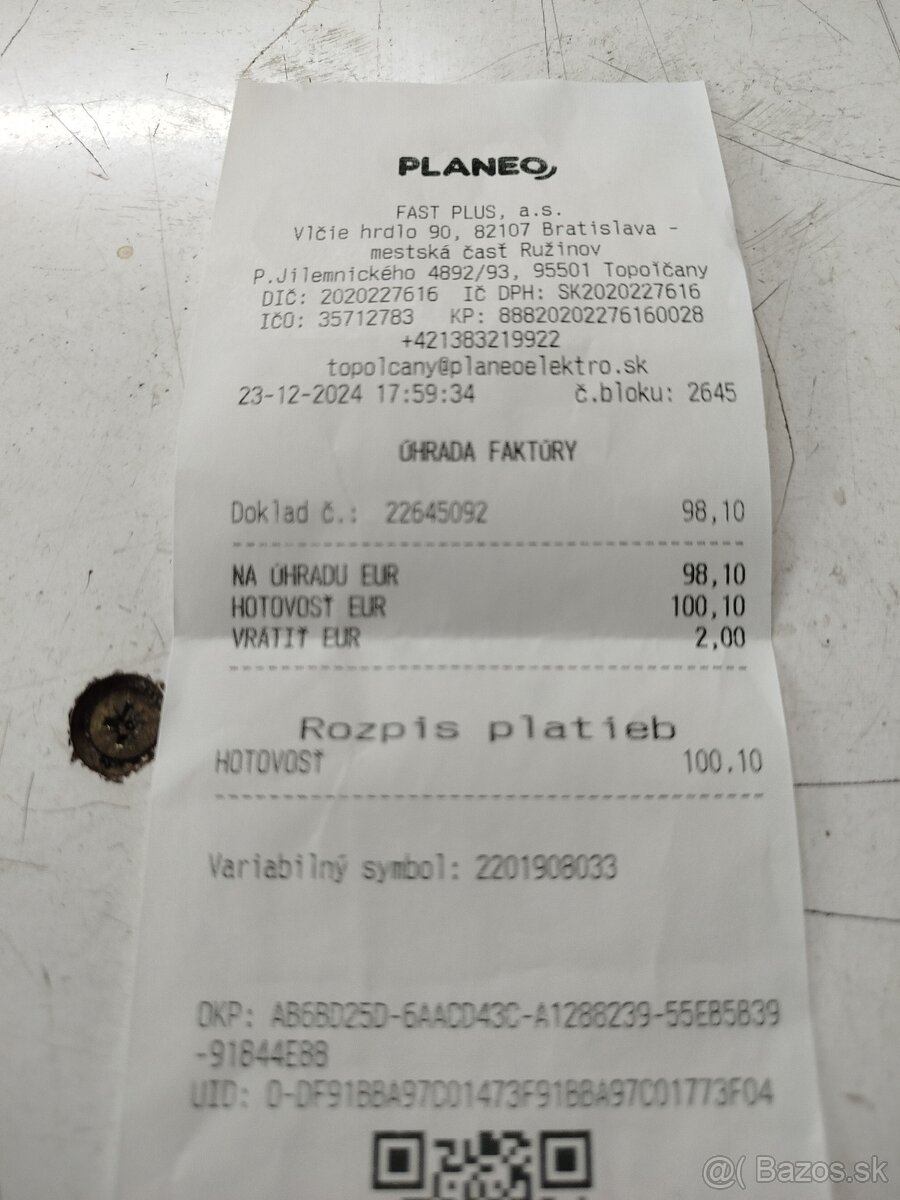 PLANEO
FAST PLUS, a.s.
Vlčie hrdlo 90, 82107 Bratislava -
mestská časť Ružinov
P.Jilemnického 4892/93, 95501 Topoľčany
DIČ: 2020227616 IČ DPH: SK2020227616
IČO: 35712783 KP: 88820202276160028
+421383219922
topolcany@planeoelektro.sk
23-12-2024 17:59:34 č.bloku: 2645
ÚHRADA FAKTÚRY
Doklad č.: 22645092 98,10
NA ÚHRADU EUR 98,10
HOTOVOSŤ EUR 100,10
VRÁTIŤ EUR 2,00
Rozpis platieb
HOTOVOSŤ 100,10
Variabilný symbol: 2201908033
OKP: AB6BD25D-6AACD43C-A1288239-55EB5B39
-91B44EBB
UID: O-DF91BBA97C01473F91BBA97C01773F04
@( Bazos.sk